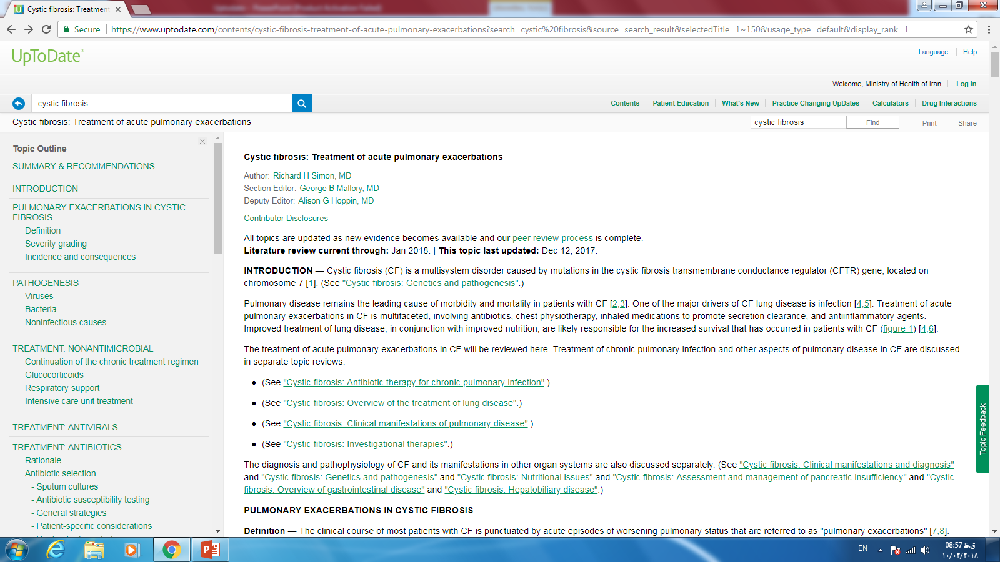 Cystic fibrosis: Treatment
Secure
https://www.uptodate.com/contents/cystic-fibrosis-treatment-of-acute-pulmonary-exacerbations?search=cystic%20fibrosis&source=search_result&selectedTitle=1~150&usage_type=default&display_rank=1
UpToDate®
Language
Help
Welcome, Ministry of Health of Iran
Log In
cystic fibrosis
Contents
Patient Education
What's New
Practice Changing UpDates
Calculators
Drug Interactions
Cystic fibrosis: Treatment of acute pulmonary exacerbations
cystic fibrosis
Find
Print
Share
Topic Outline
SUMMARY & RECOMMENDATIONS
INTRODUCTION
PULMONARY EXACERBATIONS IN CYSTIC
FIBROSIS
Definition
Severity grading
Incidence and consequences
PATHOGENESIS
Viruses
Bacteria
Noninfectious causes
TREATMENT: NONANTIMICROBIAL
Continuation of the chronic treatment regimen
Glucocorticoids
Respiratory support
Intensive care unit treatment
TREATMENT: ANTIVIRALS
TREATMENT: ANTIBIOTICS
Rationale
Antibiotic selection
- Sputum cultures
- Antibiotic susceptibility testing
- General strategies
- Patient-specific considerations
Cystic fibrosis: Treatment of acute pulmonary exacerbations
Author: Richard H Simon, MD
Section Editor: George B Mallory, MD
Deputy Editor: Alison G Hoppin, MD
Contributor Disclosures
All topics are updated as new evidence becomes available and our peer review process is complete.
Literature review current through: Jan 2018. | This topic last updated: Dec 12, 2017.
INTRODUCTION — Cystic fibrosis (CF) is a multisystem disorder caused by mutations in the cystic fibrosis transmembrane conductance regulator (CFTR) gene, located on
chromosome 7 [1]. (See "Cystic fibrosis: Genetics and pathogenesis".)
Pulmonary disease remains the leading cause of morbidity and mortality in patients with CF [2,3]. One of the major drivers of CF lung disease is infection [4,5]. Treatment of acute
pulmonary exacerbations in CF is multifaceted, involving antibiotics, chest physiotherapy, inhaled medications to promote secretion clearance, and antiinflammatory agents.
Improved treatment of lung disease, in conjunction with improved nutrition, are likely responsible for the increased survival that has occurred in patients with CF (figure 1) [4,6].
The treatment of acute pulmonary exacerbations in CF will be reviewed here. Treatment of chronic pulmonary infection and other aspects of pulmonary disease in CF are discussed
in separate topic reviews:
● (See "Cystic fibrosis: Antibiotic therapy for chronic pulmonary infection".)
● (See "Cystic fibrosis: Overview of the treatment of lung disease".)
● (See "Cystic fibrosis: Clinical manifestations of pulmonary disease".)
● (See "Cystic fibrosis: Investigational therapies".)
The diagnosis and pathophysiology of CF and its manifestations in other organ systems are also discussed separately. (See "Cystic fibrosis: Clinical manifestations and diagnosis"
and "Cystic fibrosis: Genetics and pathogenesis" and "Cystic fibrosis: Nutritional issues" and "Cystic fibrosis: Assessment and management of pancreatic insufficiency" and "Cystic
fibrosis: Overview of gastrointestinal disease" and "Cystic fibrosis: Hepatobiliary disease".)
PULMONARY EXACERBATIONS IN CYSTIC FIBROSIS
Definition — The clinical course of most patients with CF is punctuated by acute episodes of worsening pulmonary status that are referred to as "pulmonary exacerbations" [7,8].
Topic Feedback
EN
08:57 ق.ظ
١٠/٠٢/٢٠١٨